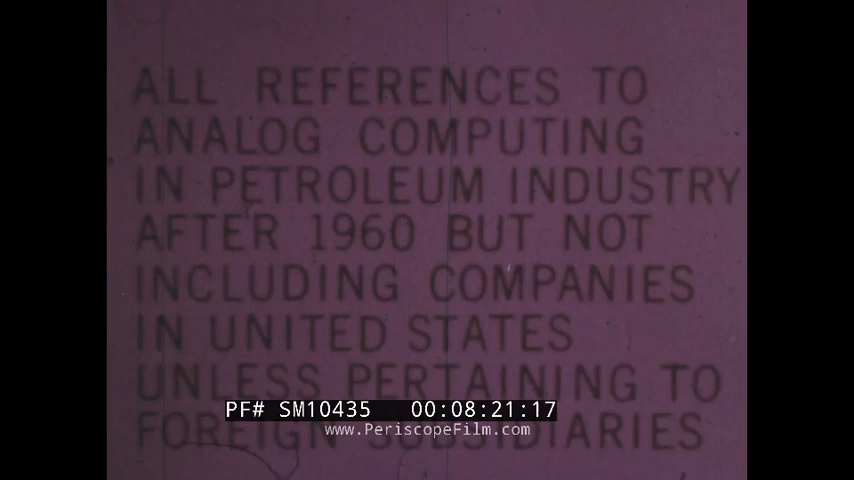 ALL REFERENCES TO
ANALOG COMPUTING
IN PETROLEUM INDUSTRY
AFTER 1960 BUT NOT
INCLUDING COMPANIES
IN UNITED STATES
UNLESS PERTAINING TO
FOREIGN SUBSIDIARIES
PF# SM10435 00:08:21:17
www.PeriscopeFilm.com